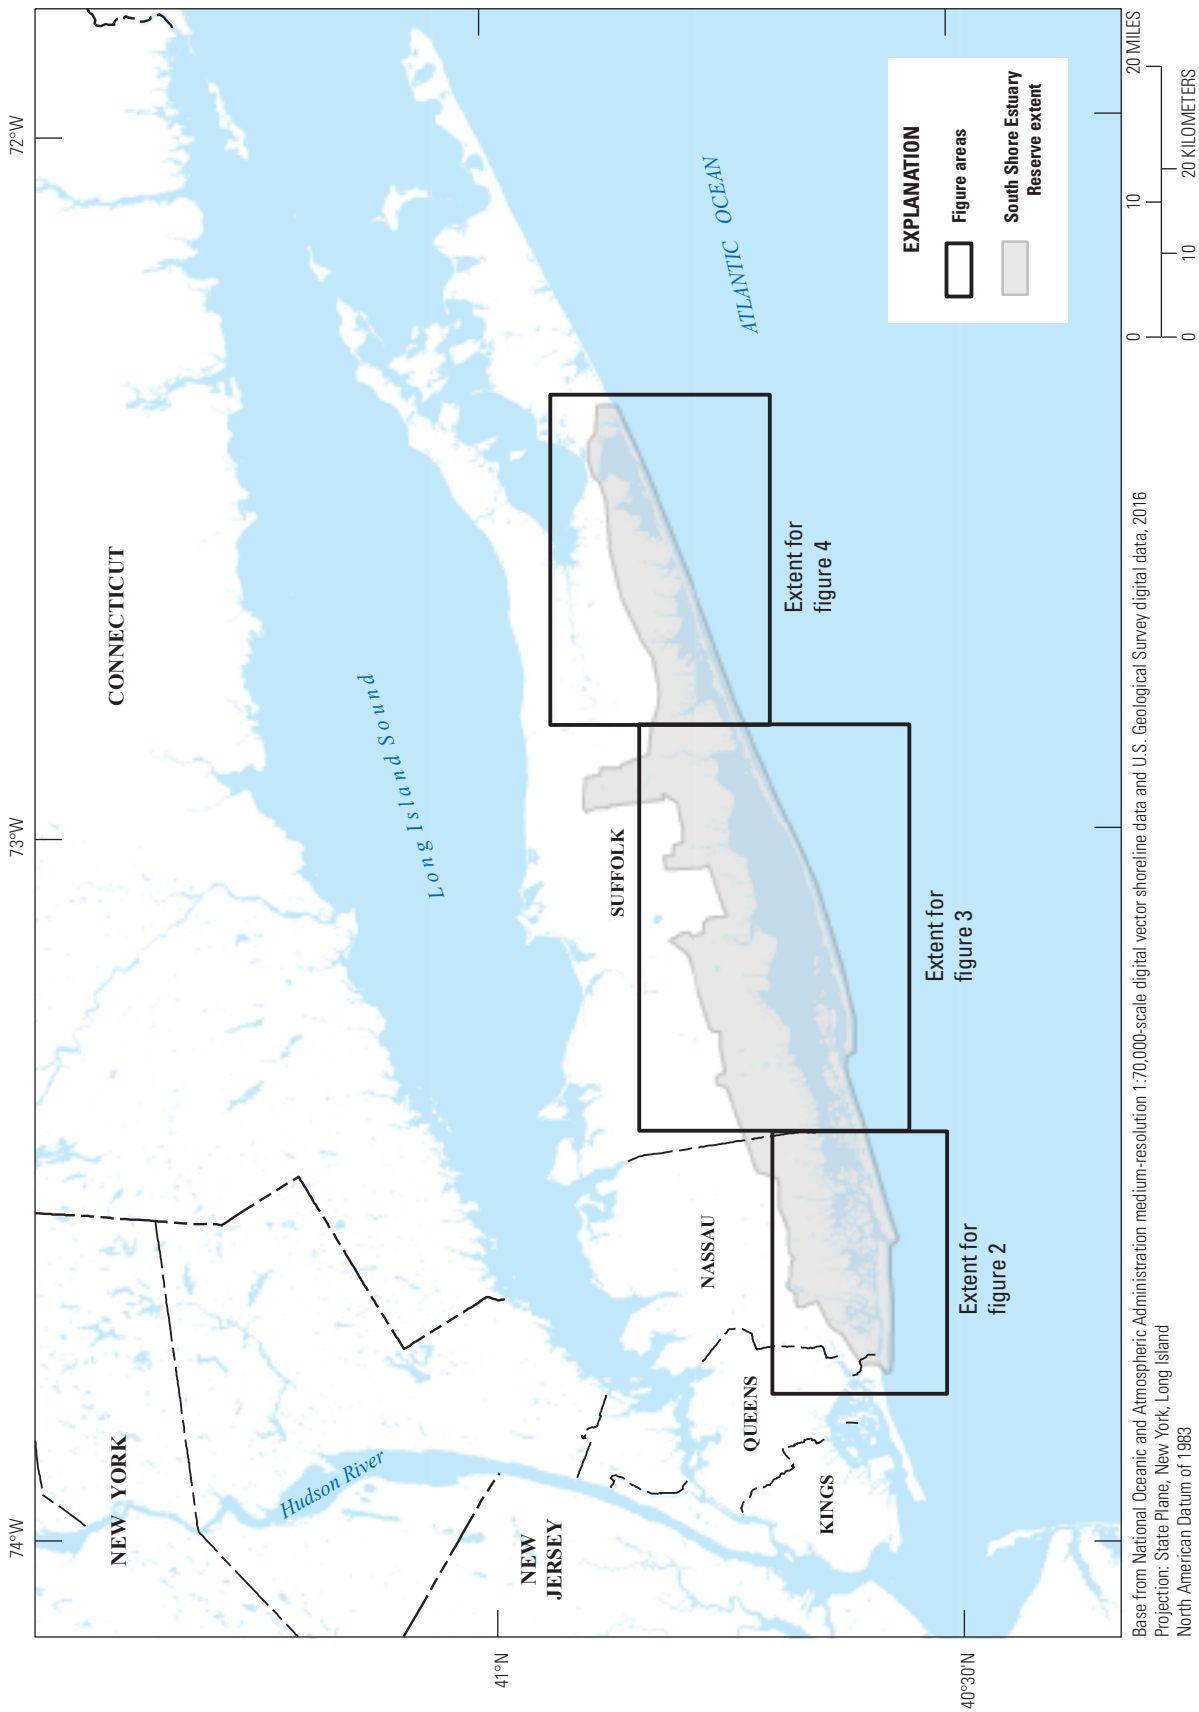 74°W
73°W
72°W
41°N
40°30'N
NEW YORK
CONNECTICUT
Hudson River
Long Island Sound
NEW
JERSEY
QUEENS
KINGS
NASSAU
SUFFOLK
ATLANTIC OCEAN
Extent for
figure 2
Extent for
figure 3
Extent for
figure 4
EXPLANATION
Figure areas
South Shore Estuary
Reserve extent
Base from National Oceanic and Atmospheric Administration medium-resolution 1:70,000-scale digital vector shoreline data and U.S. Geological Survey digital data, 2016
Projection: State Plane, New York, Long Island
North American Datum of 1983
0 10 20 MILES
0 10 20 KILOMETERS